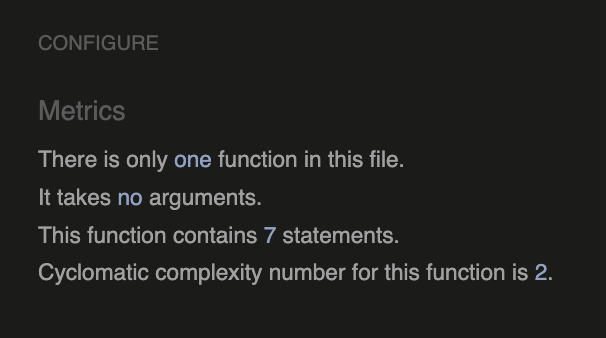 CONFIGURE
Metrics
There is only one function in this file.
It takes no arguments.
This function contains 7 statements.
Cyclomatic complexity number for this function is 2.